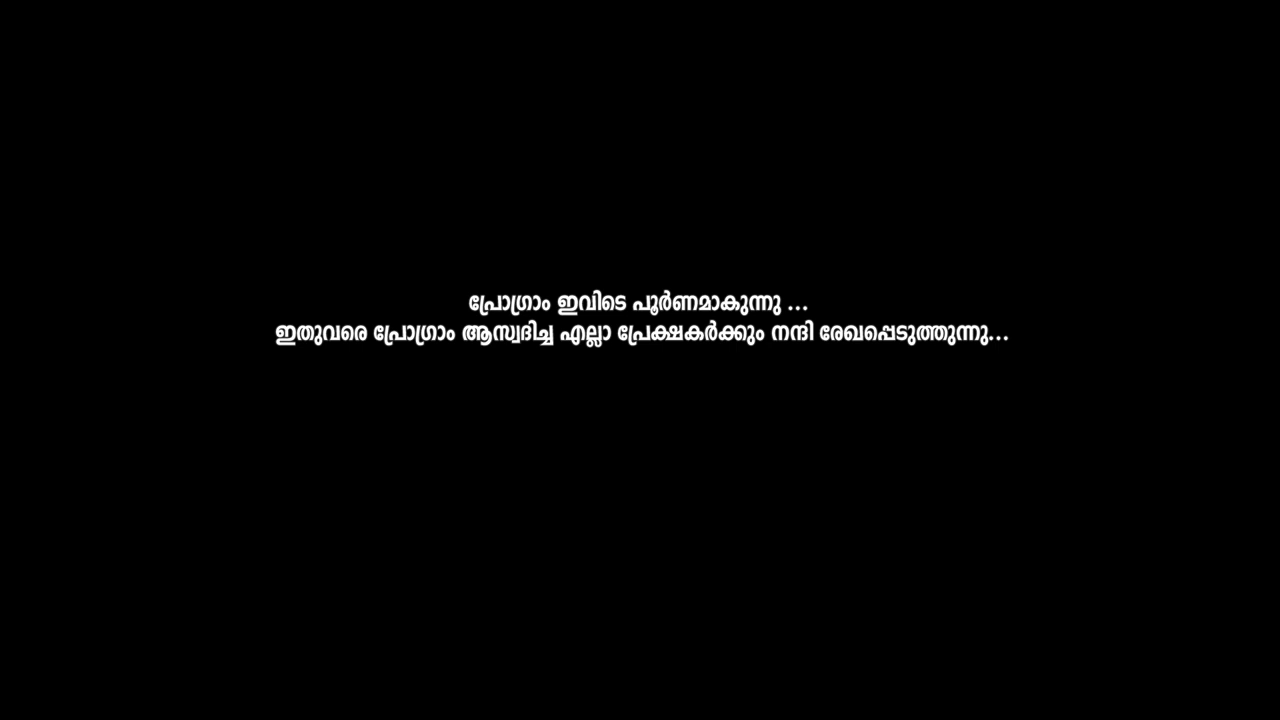 പ്രോഗ്രാം ഇവിടെ പൂർണമാകുന്നു ...
ഇതുവരെ പ്രോഗ്രാം ആസ്വദിച്ച എല്ലാ പ്രേക്ഷകർക്കും നന്ദി രേഖപ്പെടുത്തുന്നു...